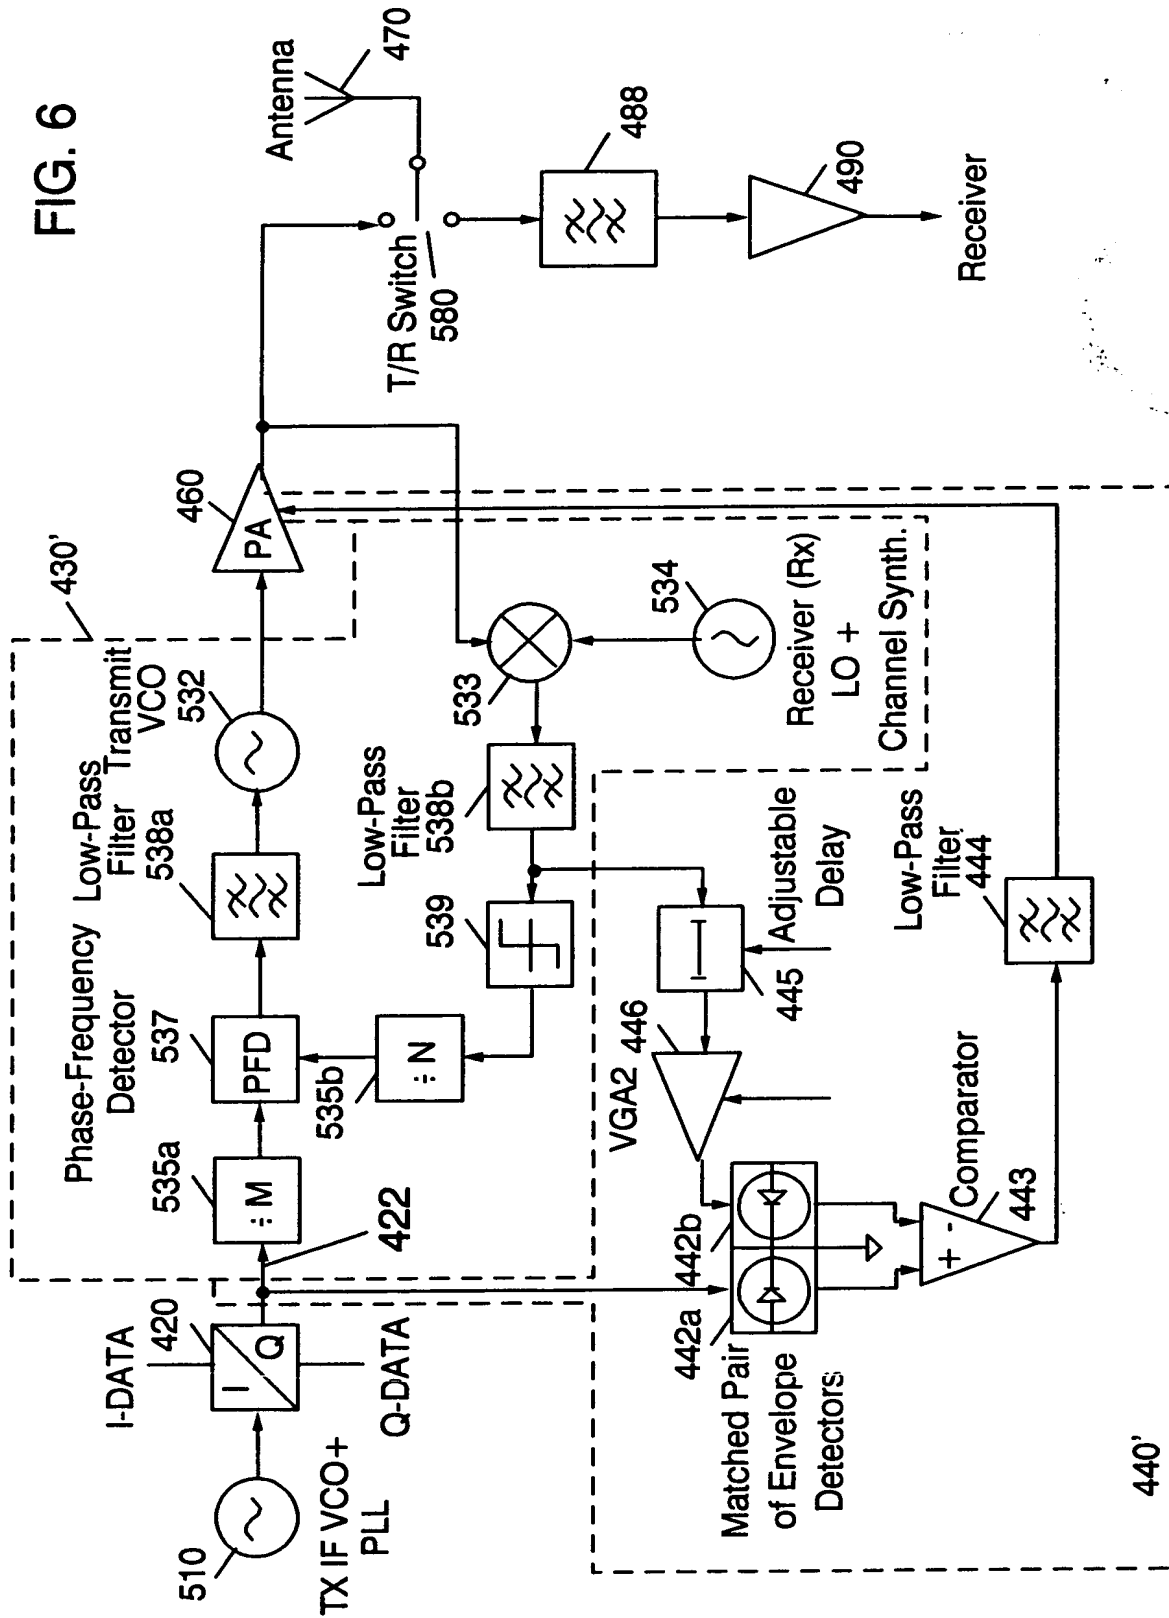 FIG. 6
Antenna
470
430'
460
PA
Transmit
VCO
532
Low-Pass
Filter
538a
Phase-Frequency
Detector
537
PFD
535a
÷M
422
I-DATA
420
I
Q
Q-DATA
510
TX IF VCO+
PLL
T/R Switch
580
488
490
Receiver
533
534
Receiver (Rx)
LO +
Channel Synth.
Low-Pass
Filter
538b
539
÷N
535b
Adjustable
Delay
445
446
VGA2
442a
442b
Matched Pair
of Envelope
Detectors
+
-
Comparator
443
Low-Pass
Filter
444
440'